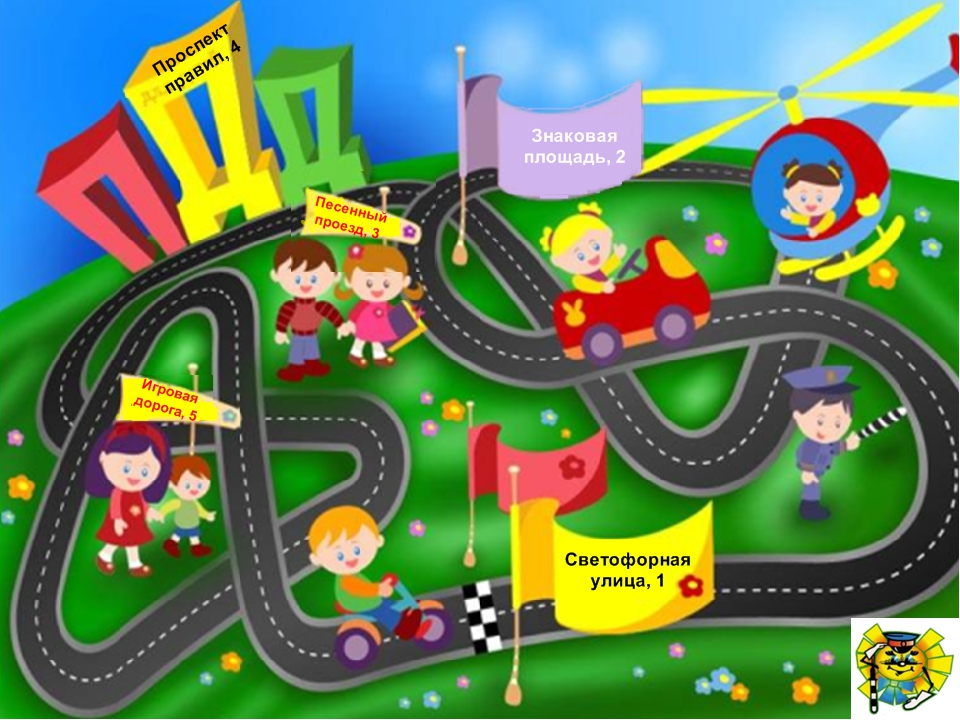 Проспект
правил, 4
ПДД
Знаковая
площадь, 2
Песенный
проезд, 3
Игровая
дорога, 5
Светофорная
улица, 1